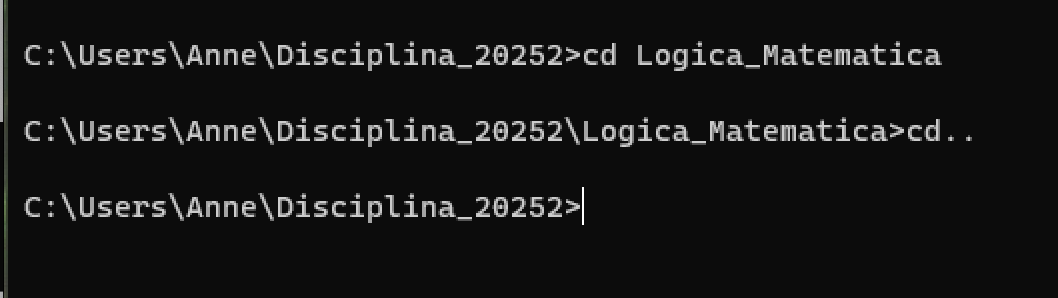 C:\Users\Anne\Disciplina_20252>cd Logica_Matematica
C:\Users\Anne\Disciplina_20252\Logica_Matematica>cd..
C:\Users\Anne\Disciplina_20252>